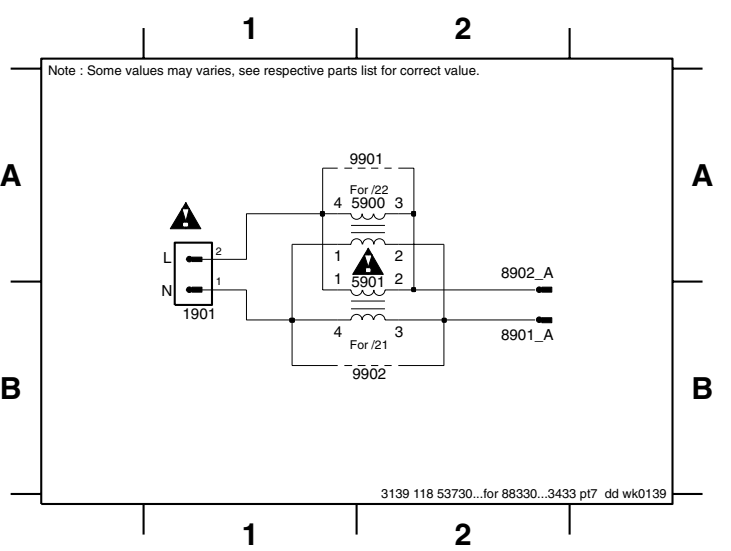 1 2
Note : Some values may varies, see respective parts list for correct value.
A A
9901
For /22
4 5900 3
L 2
1 2
1 5901 2
8902_A
N 1
1901
4 3
8901_A
For /21
9902
B B
3139 118 53730...for 88330...3433 pt7 dd wk0139
1 2